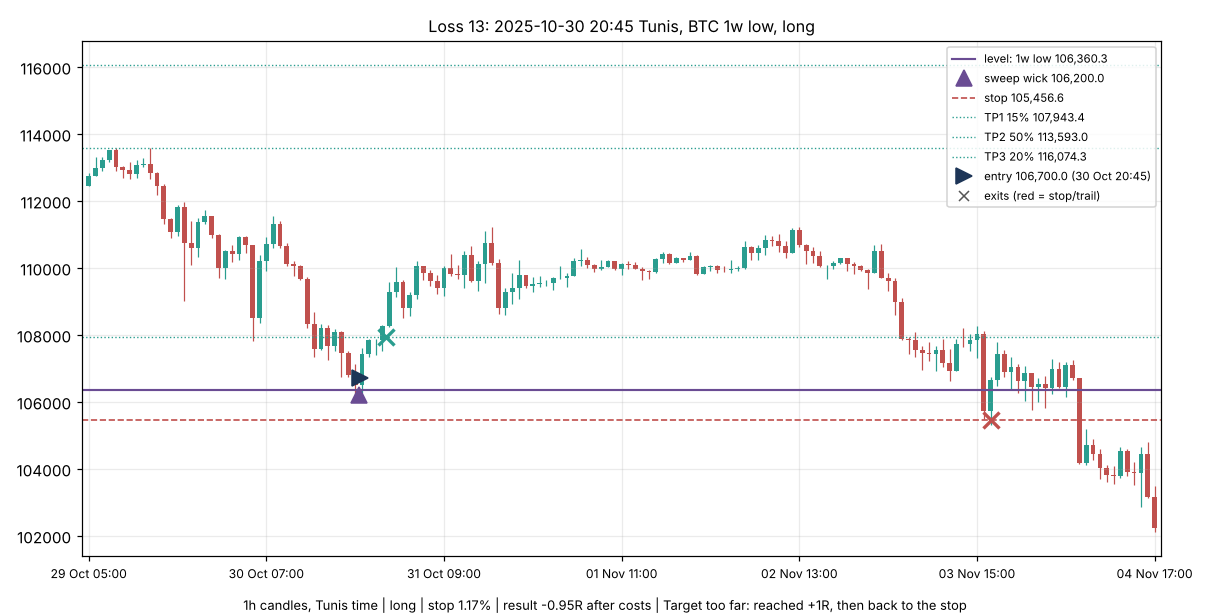 Loss 13: 2025-10-30 20:45 Tunis, BTC 1w low, long
116000
114000
112000
110000
108000
106000
104000
102000
level: 1w low 106,360.3
sweep wick 106,200.0
stop 105,456.6
TP1 15% 107,943.4
TP2 50% 113,593.0
TP3 20% 116,074.3
entry 106,700.0 (30 Oct 20:45)
exits (red = stop/trail)
29 Oct 05:00
30 Oct 07:00
31 Oct 09:00
01 Nov 11:00
02 Nov 13:00
03 Nov 15:00
04 Nov 17:00
1h candles, Tunis time | long | stop 1.17% | result -0.95R after costs | Target too far: reached +1R, then back to the stop